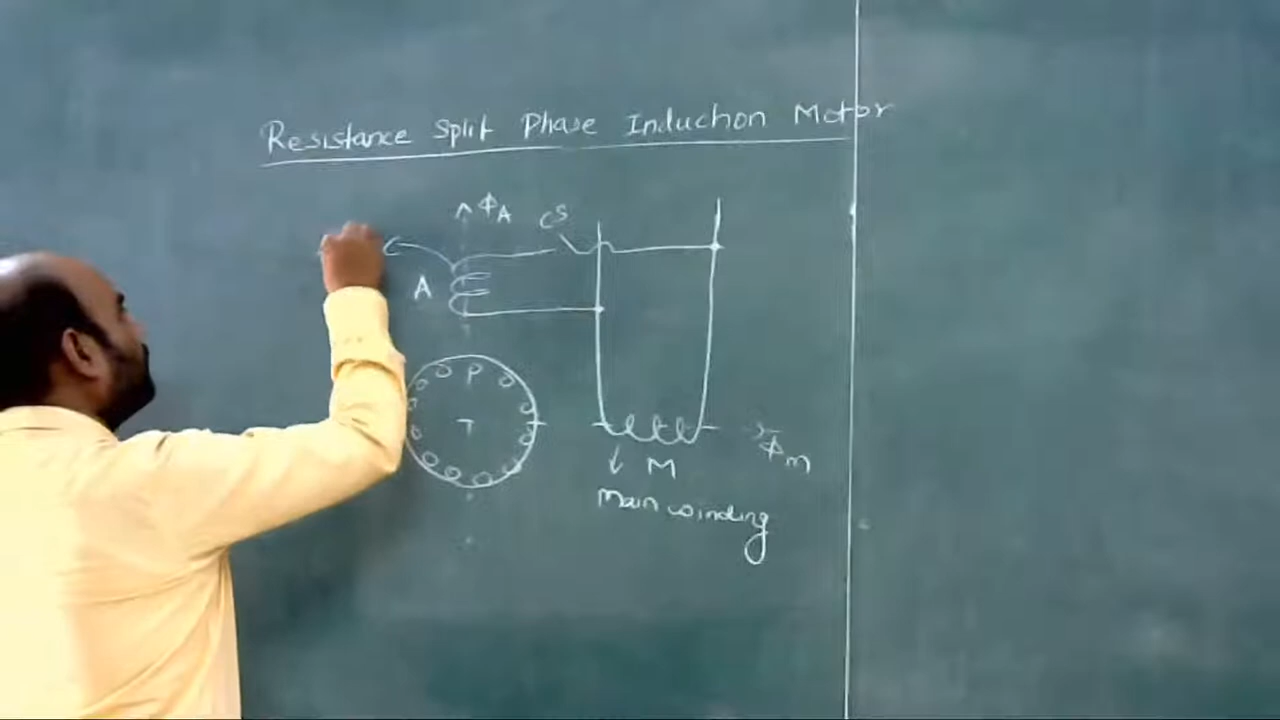 Resistance Split Phase Induction Motor
ΦA
CS
A
P
T
Φm
M
Main winding